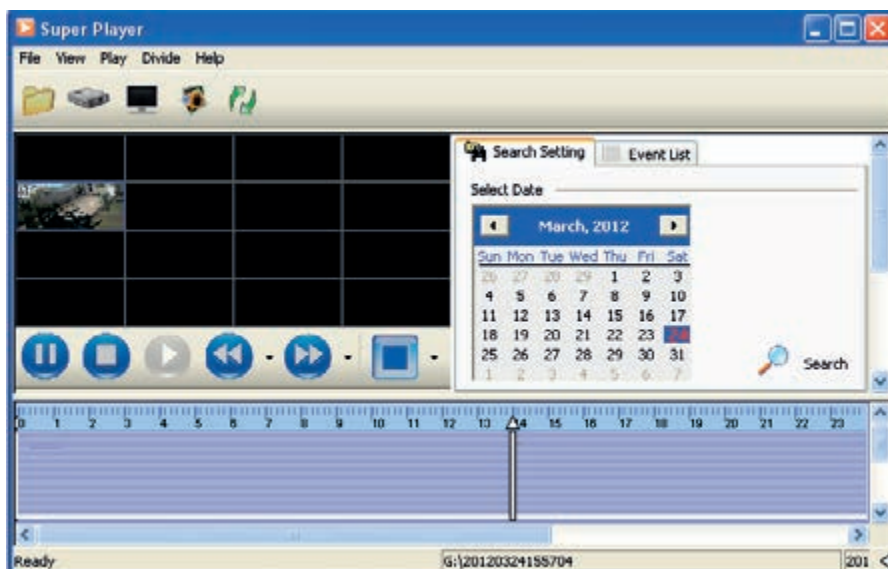 Super Player
File View Play Divide Help
Search Setting Event List
Select Date
March, 2012
Sun Mon Tue Wed Thu Fri Sat
26 27 28 29 1 2 3
4 5 6 7 8 9 10
11 12 13 14 15 16 17
18 19 20 21 22 23 24
25 26 27 28 29 30 31
1 2 3 4 5 6 7
Search
0 1 2 3 4 5 6 7 8 9 10 11 12 13 14 15 16 17 18 19 20 21 22 23
Ready G:\20120324155704 201